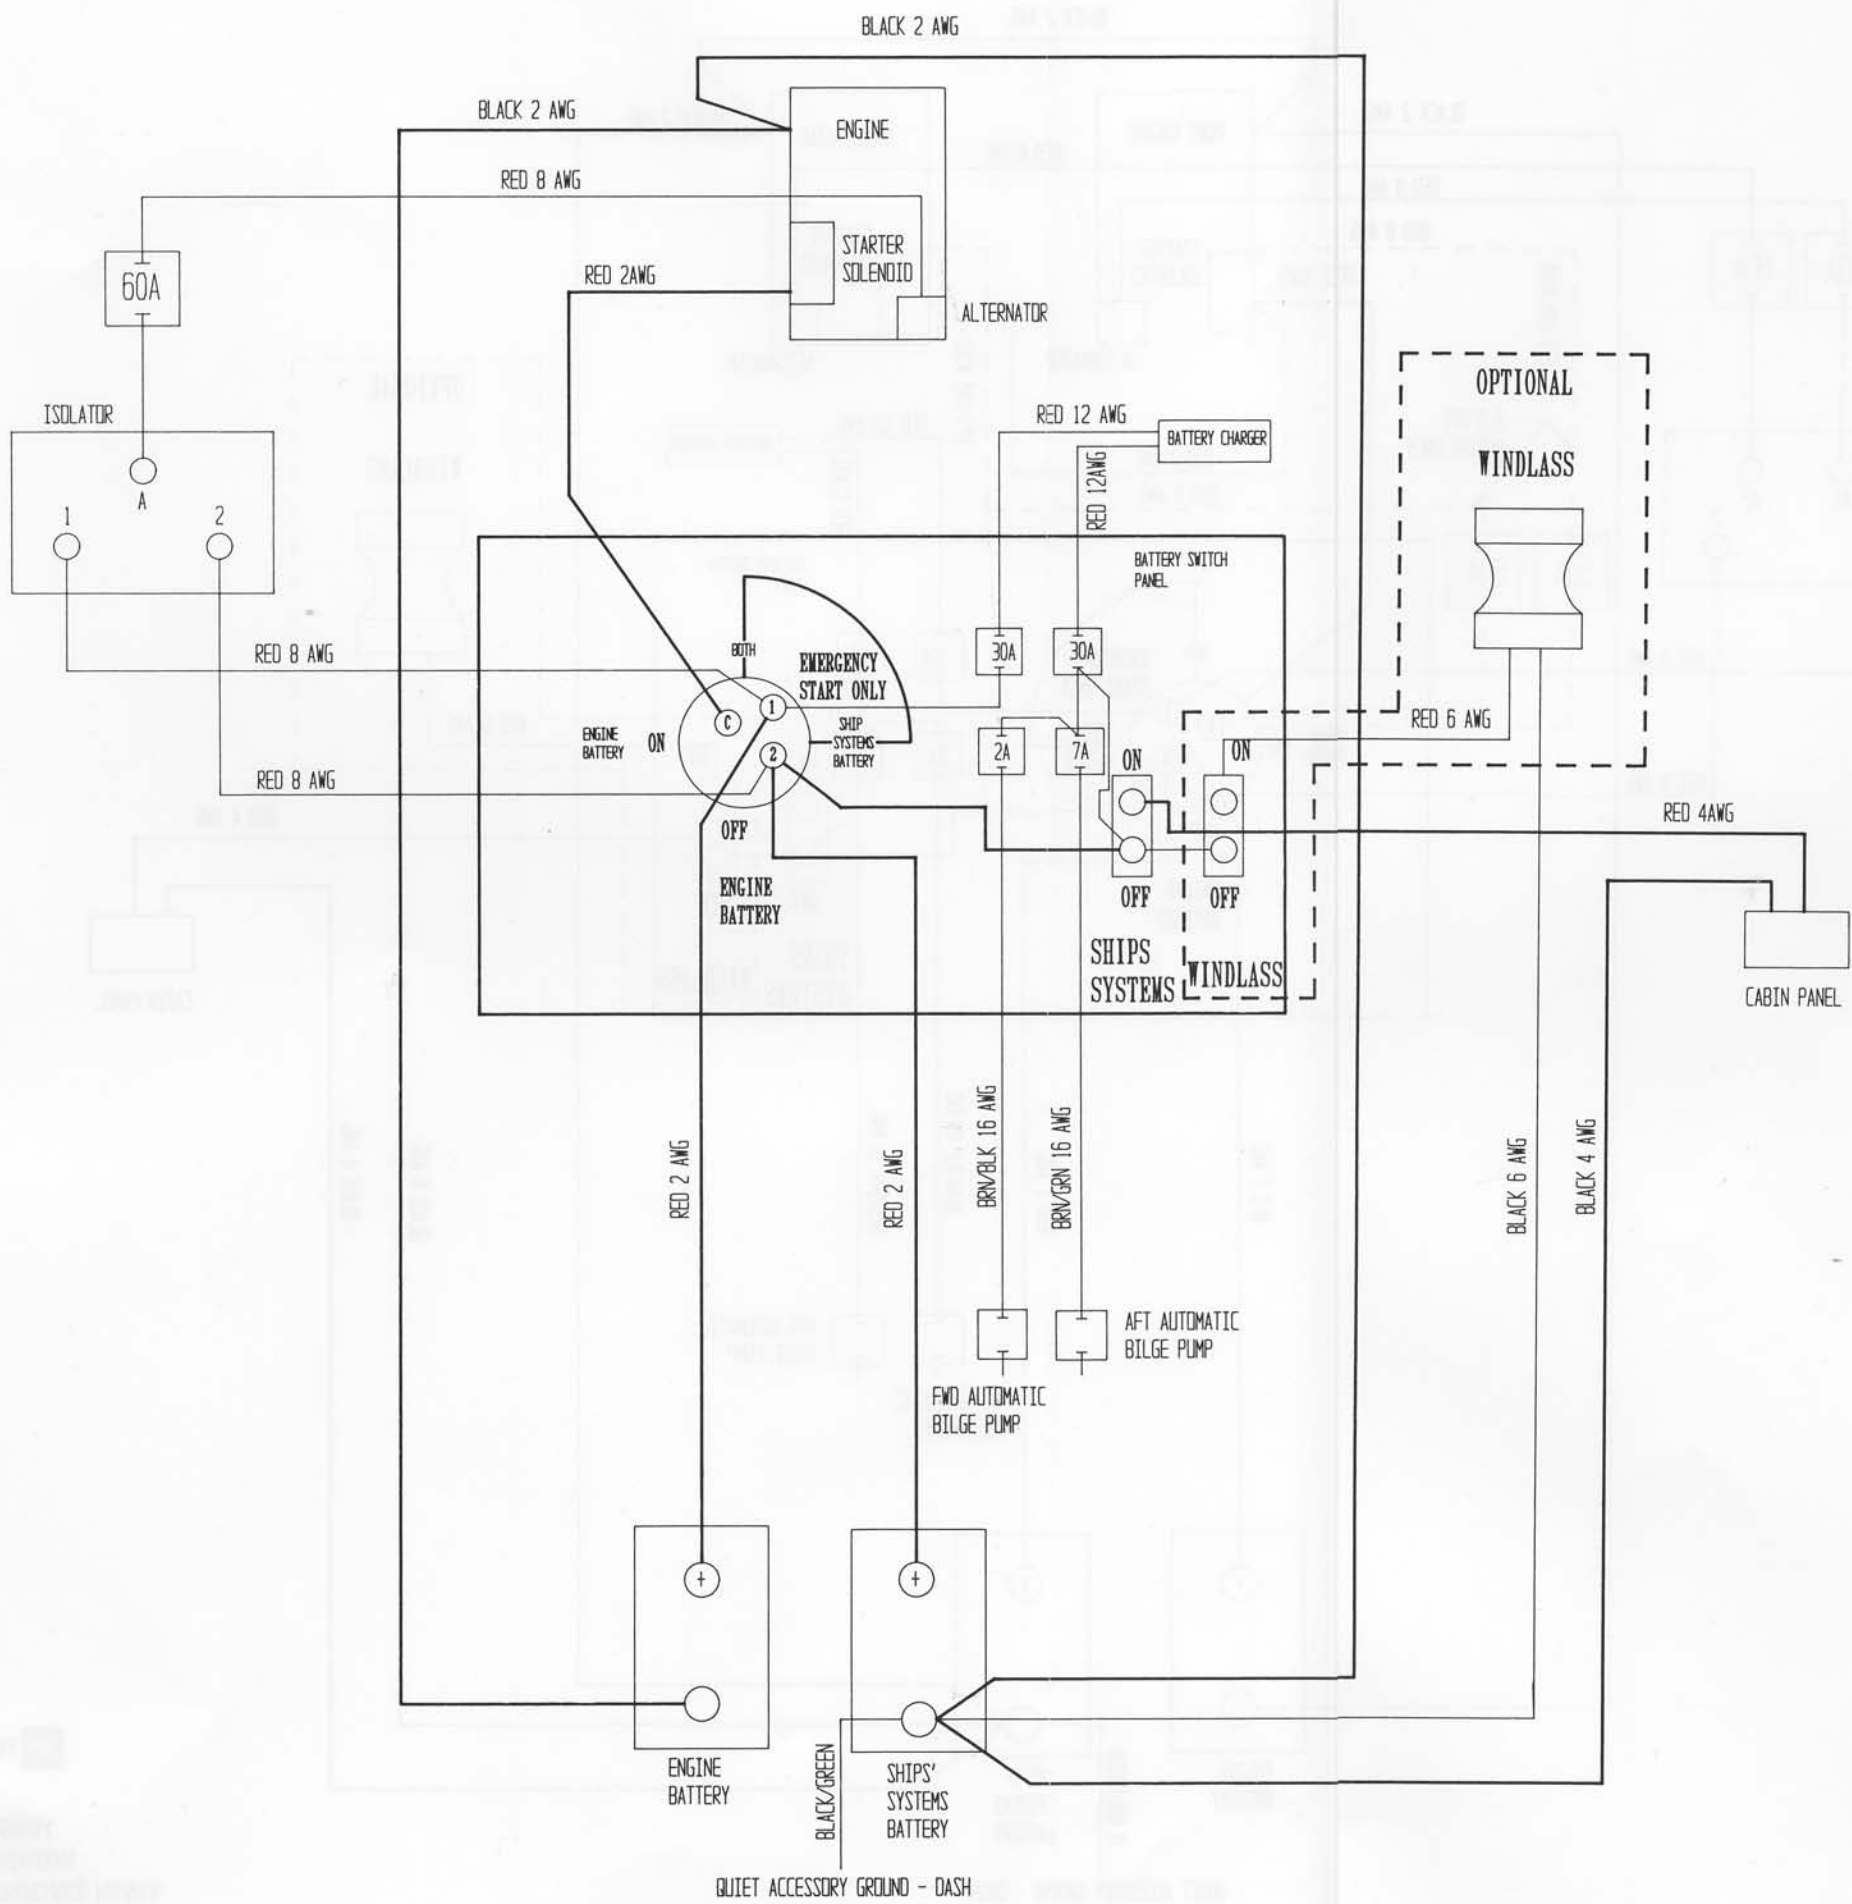 BLACK 2 AWG
BLACK 2 AWG
ENGINE
RED 8 AWG
STARTER
SOLENOID
RED 2AWG
60A
ALTERNATOR
OPTIONAL
WINDLASS
ISOLATOR
A
1
2
RED 12 AWG
BATTERY CHARGER
RED 12AWG
BATTERY SWITCH
PANEL
BOTH
EMERGENCY
START ONLY
30A
30A
RED 8 AWG
C
1
2
ENGINE
BATTERY
ON
SHIP
SYSTEMS
BATTERY
2A
7A
ON
ON
RED 6 AWG
RED 8 AWG
RED 4AWG
OFF
ENGINE
BATTERY
OFF
OFF
SHIPS
SYSTEMS
WINDLASS
CABIN PANEL
RED 2 AWG
RED 2 AWG
BRN/BLK 16 AWG
BRN/GRN 16 AWG
BLACK 6 AWG
BLACK 4 AWG
AFT AUTOMATIC
BILGE PUMP
FWD AUTOMATIC
BILGE PUMP
+
+
ENGINE
BATTERY
BLACK/GREEN
SHIPS'
SYSTEMS
BATTERY
QUIET ACCESSORY GROUND - DASH